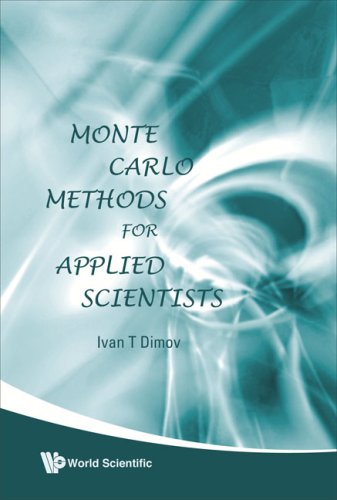 MONTE
CARLO
METHODS
FOR
APPLIED
SCIENTISTS
Ivan T Dimov
World Scientific